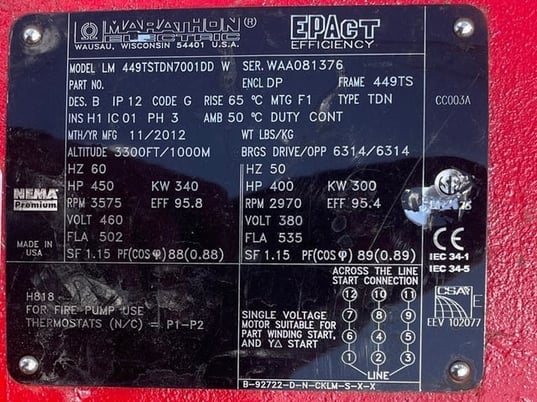 MARATHON® ELECTRIC
WAUSAU, WISCONSIN 54401 U.S.A.
EPACT
EFFICIENCY
MODEL LM 449TSTDN7001DD W SER. WAA081376
PART NO. ENCL DP FRAME 449TS
DES. B IP 12 CODE G RISE 65 °C MTG F1 TYPE TDN
INS H1 IC 01 PH 3 AMB 50 °C DUTY CONT
MTH/YR MFG 11/2012 WT LBS/KG
ALTITUDE 3300FT/1000M BRGS DRIVE/OPP 6314/6314
CC003A
HZ 60
HP 450 KW 340
RPM 3575 EFF 95.8
VOLT 460
FLA 502
SF 1.15 PF(COS φ) 88(0.88)
HZ 50
HP 400 KW 300
RPM 2970 EFF 95.4
VOLT 380
FLA 535
SF 1.15 PF(COS φ) 89(0.89)
NEMA
Premium
MADE IN
USA
CE
IEC 34-1
IEC 34-5
H818
FOR FIRE-PUMP USE
THERMOSTATS (N/C) = P1-P2
SINGLE VOLTAGE
MOTOR SUITABLE FOR
PART WINDING START,
AND Y∆ START
ACROSS THE LINE
START CONNECTION
12 10 11
6 4 5
1 2 3
LINE
B-92722-D-N-CKLM-S-X-X
CSA
E
EEV 102077